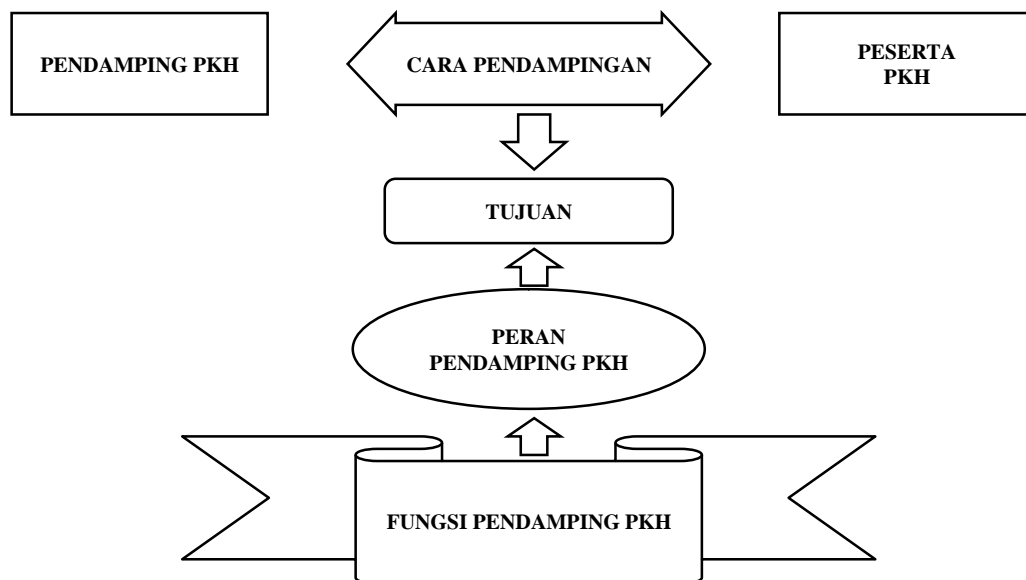 PENDAMPING PKH
CARA PENDAMPINGAN
PESERTA
PKH
TUJUAN
PERAN
PENDAMPING PKH
FUNGSI PENDAMPING PKH